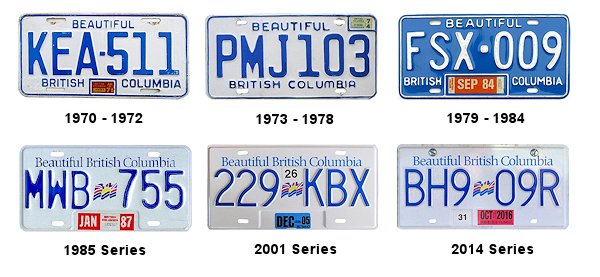 BEAUTIFUL
KEA-511
BRITISH COLUMBIA
1970 - 1972
BEAUTIFUL
74
PMJ103
BRITISH COLUMBIA
1973 - 1978
BEAUTIFUL
FSX·009
BRITISH SEP 84 COLUMBIA
1979 - 1984
Beautiful British Columbia
MWB 755
JAN 87
1985 Series
Beautiful British Columbia
26
229 KBX
DEC 05
2001 Series
Beautiful British Columbia
BH9 09R
31 OCT 2016
2014 Series